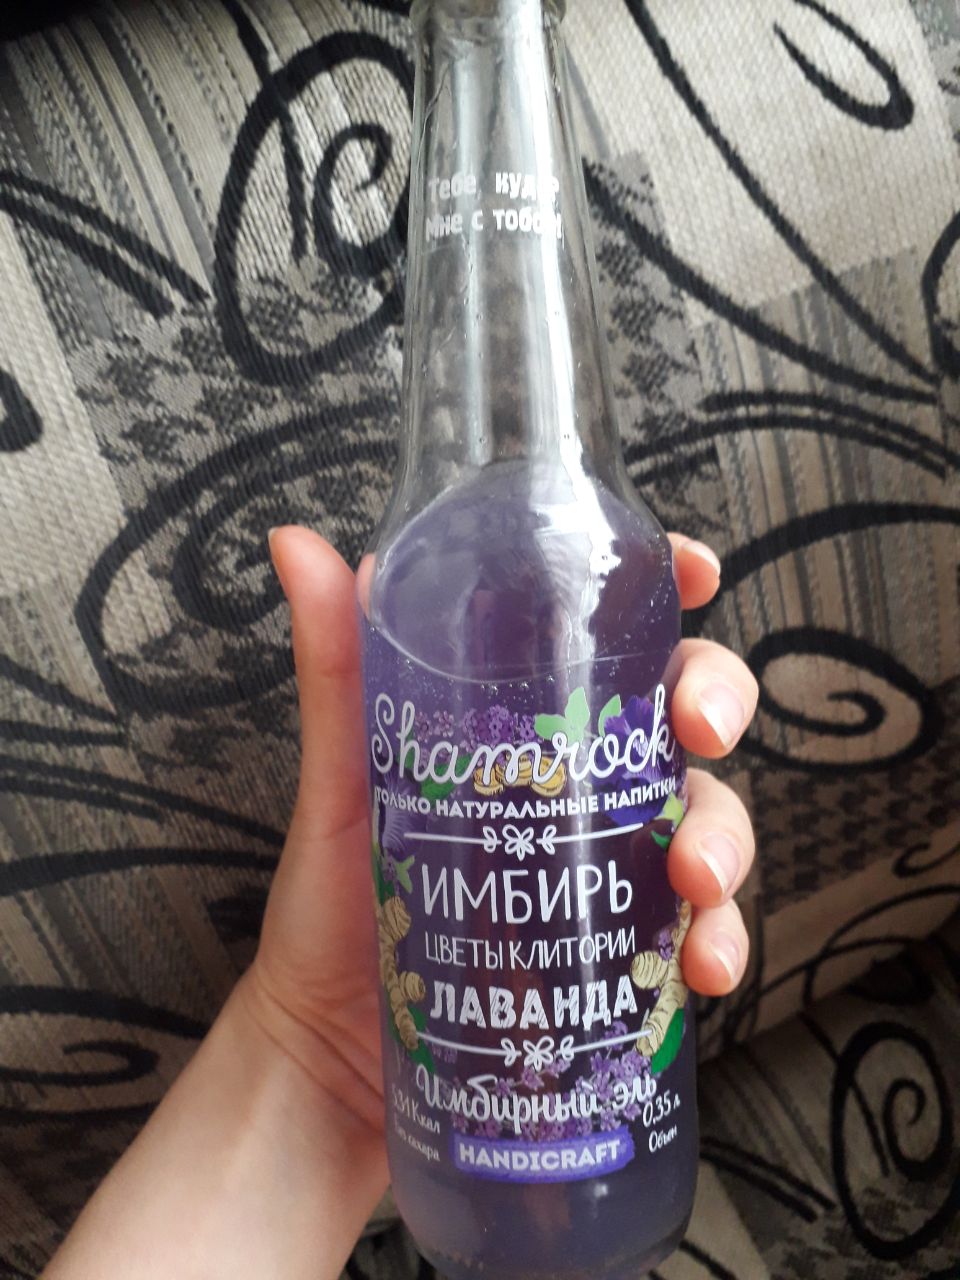 Тебе, куда?
Мне с тобой!
Shamrock
ТОЛЬКО НАТУРАЛЬНЫЕ НАПИТКИ
ИМБИРЬ
ЦВЕТЫ КЛИТОРИИ
ЛАВАНДА
Имбирный эль
Ккал
0,35 л
сахара
Объем
HANDICRAFT